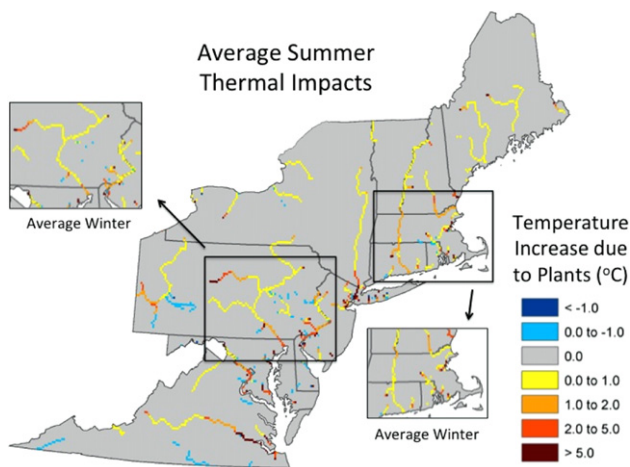 Average Summer
Thermal Impacts
Average Winter
Average Winter
Temperature
Increase due
to Plants (°C)
< -1.0
0.0 to -1.0
0.0
0.0 to 1.0
1.0 to 2.0
2.0 to 5.0
> 5.0